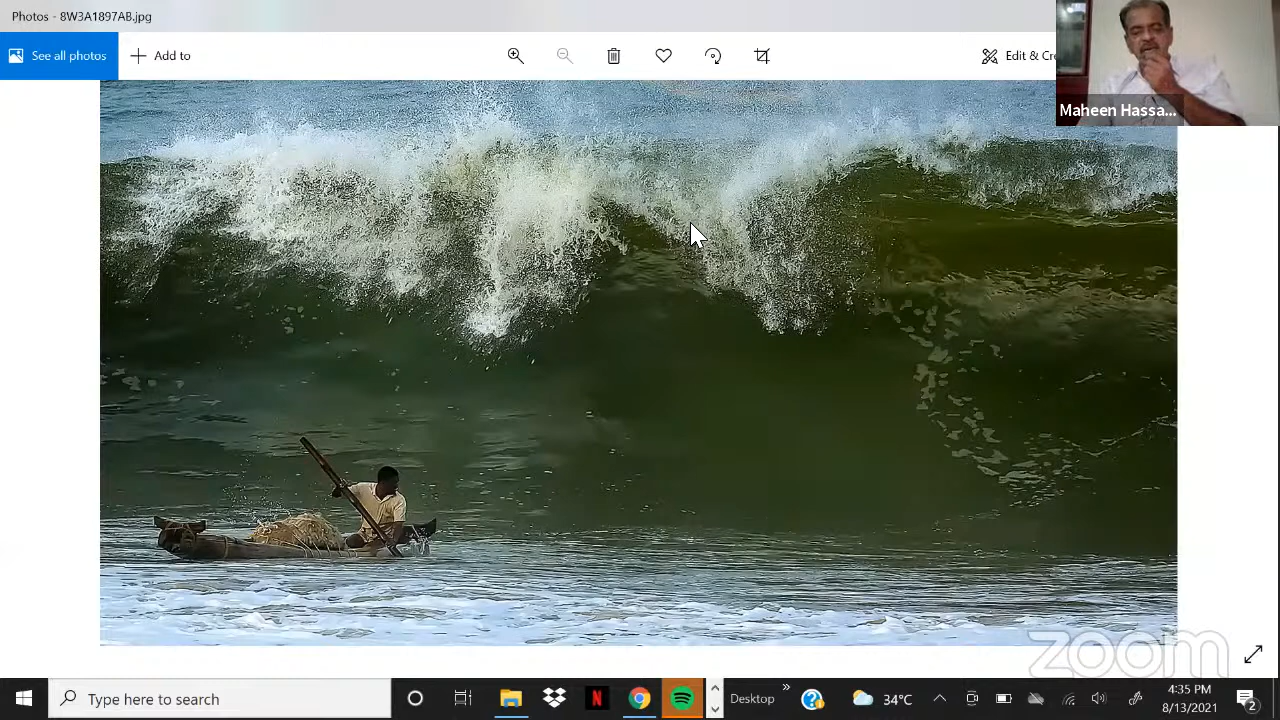 Photos - 8W3A1897AB.jpg
See all photos
Add to
Edit & Cre
Maheen Hassa...
zoom
Type here to search
N
Desktop
34°C
4:35 PM
8/13/2021
2